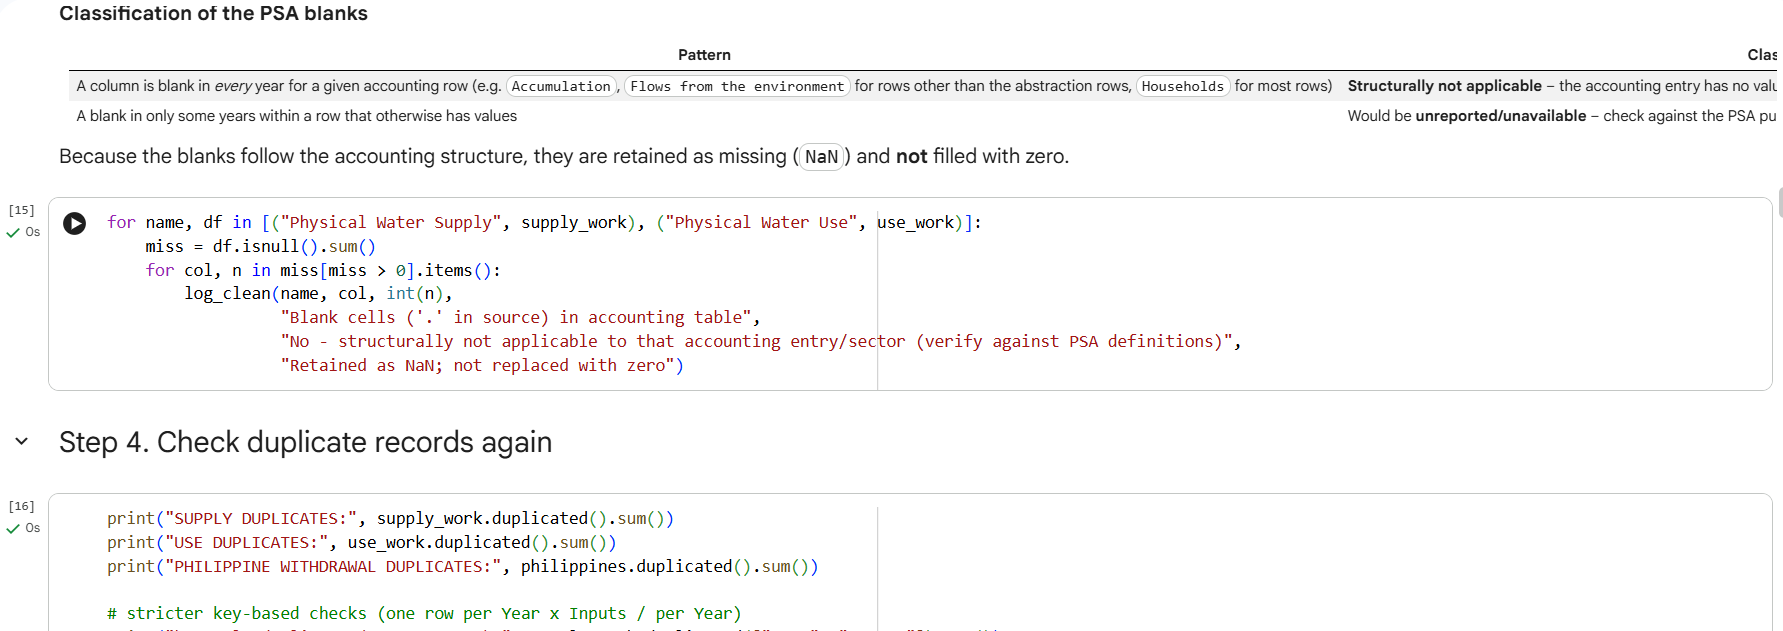 Classification of the PSA blanks
Pattern Clas
A column is blank in every year for a given accounting row (e.g. Accumulation, Flows from the environment for rows other than the abstraction rows, Households for most rows) Structurally not applicable – the accounting entry has no valu
A blank in only some years within a row that otherwise has values Would be unreported/unavailable – check against the PSA pu
Because the blanks follow the accounting structure, they are retained as missing (NaN) and not filled with zero.
[15]
0s
for name, df in [("Physical Water Supply", supply_work), ("Physical Water Use", use_work)]:
miss = df.isnull().sum()
for col, n in miss[miss > 0].items():
log_clean(name, col, int(n),
"Blank cells ('.' in source) in accounting table",
"No - structurally not applicable to that accounting entry/sector (verify against PSA definitions)",
"Retained as NaN; not replaced with zero")
Step 4. Check duplicate records again
[16]
0s
print("SUPPLY DUPLICATES:", supply_work.duplicated().sum())
print("USE DUPLICATES:", use_work.duplicated().sum())
print("PHILIPPINE WITHDRAWAL DUPLICATES:", philippines.duplicated().sum())
# stricter key-based checks (one row per Year x Inputs / per Year)